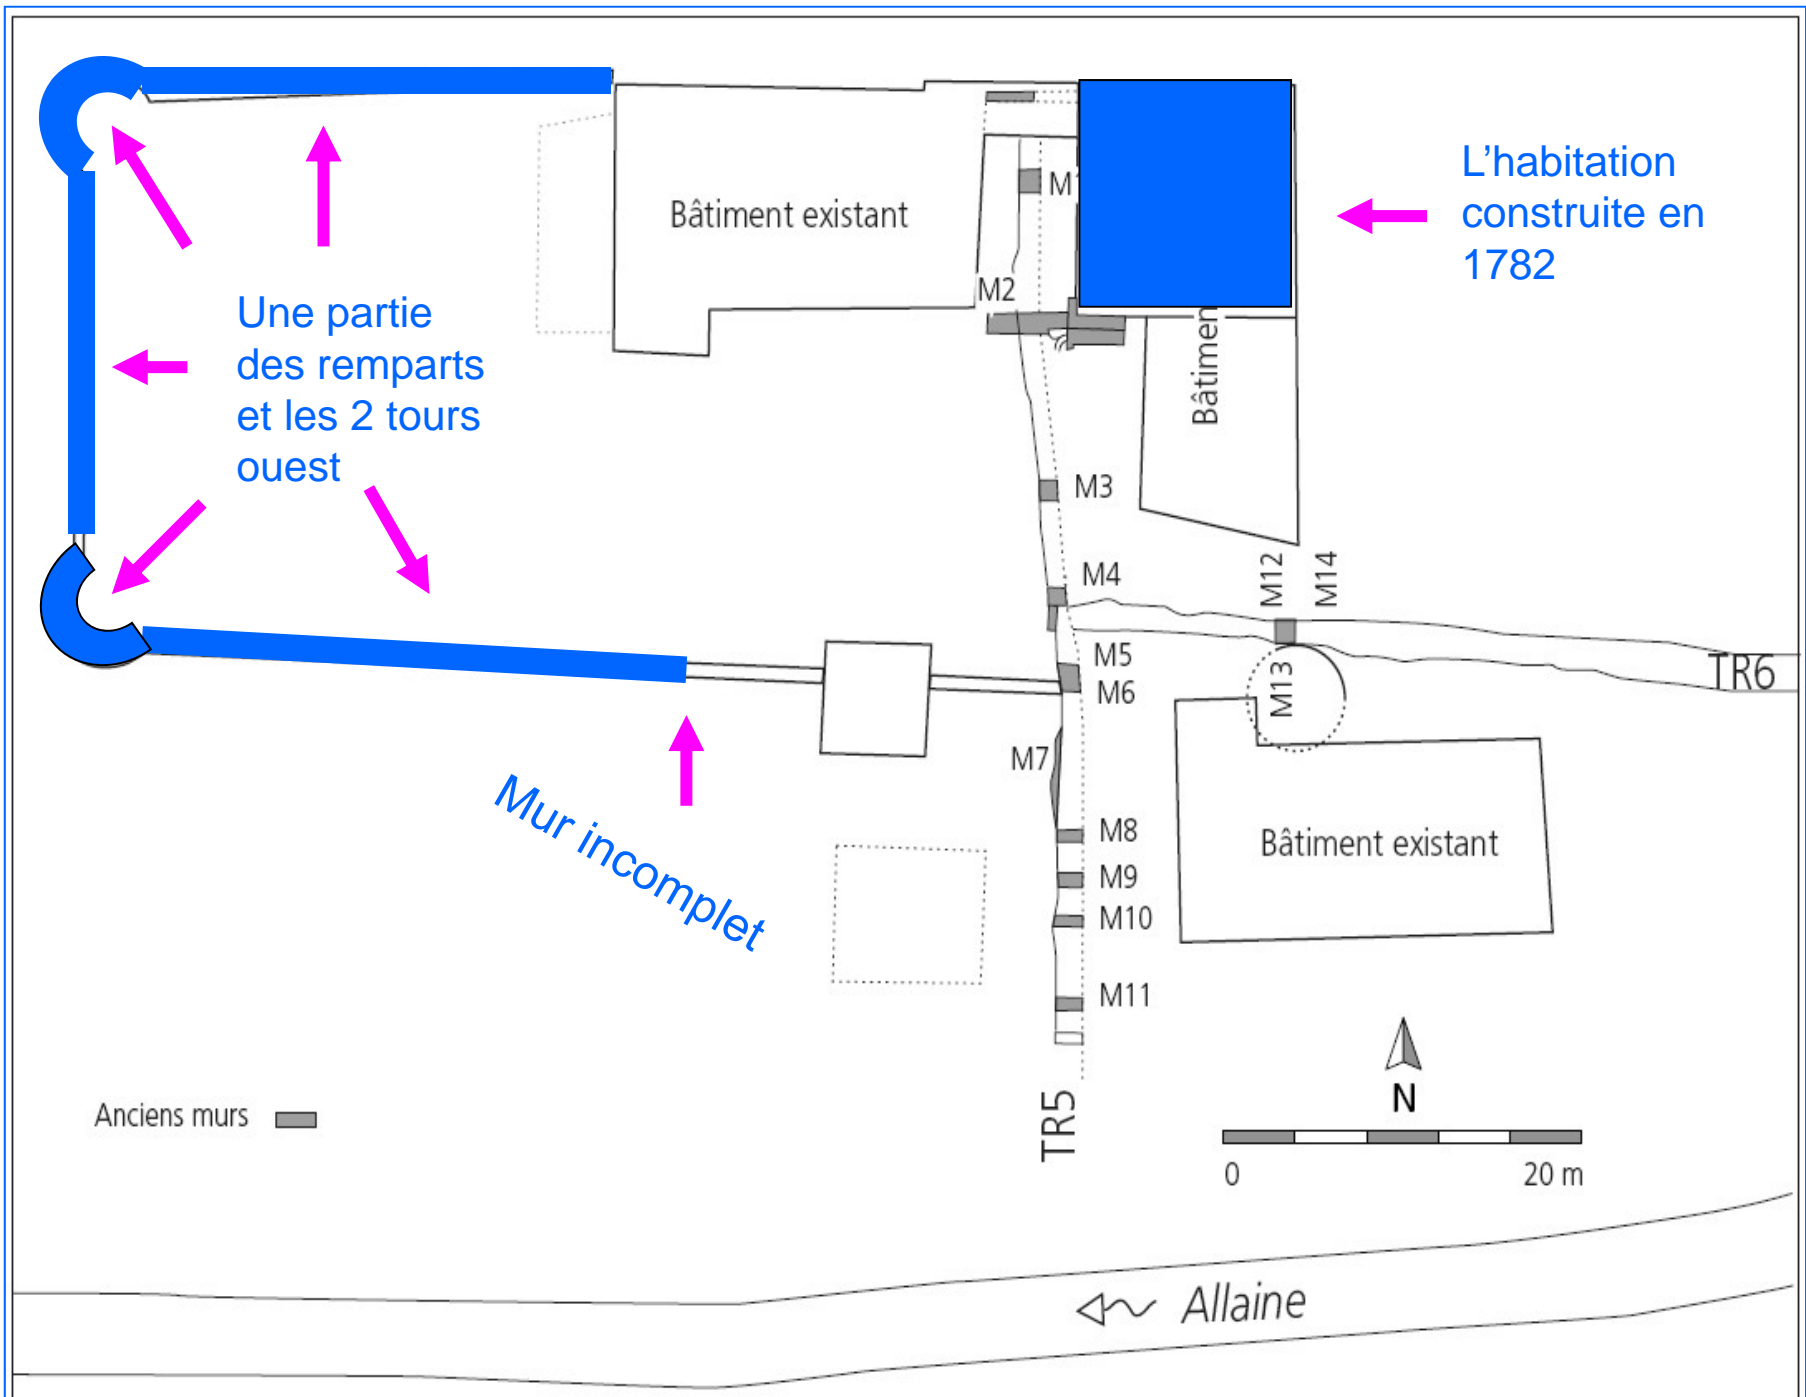 L’habitation
construite en
1782
Bâtiment existant
M1
M2
Bâtimen
Une partie
des remparts
et les 2 tours
ouest
M3
M4
M12
M14
M5
M6
M13
TR6
M7
Mur incomplet
M8
Bâtiment existant
M9
M10
M11
N
Anciens murs
TR5
0 20 m
Allaine